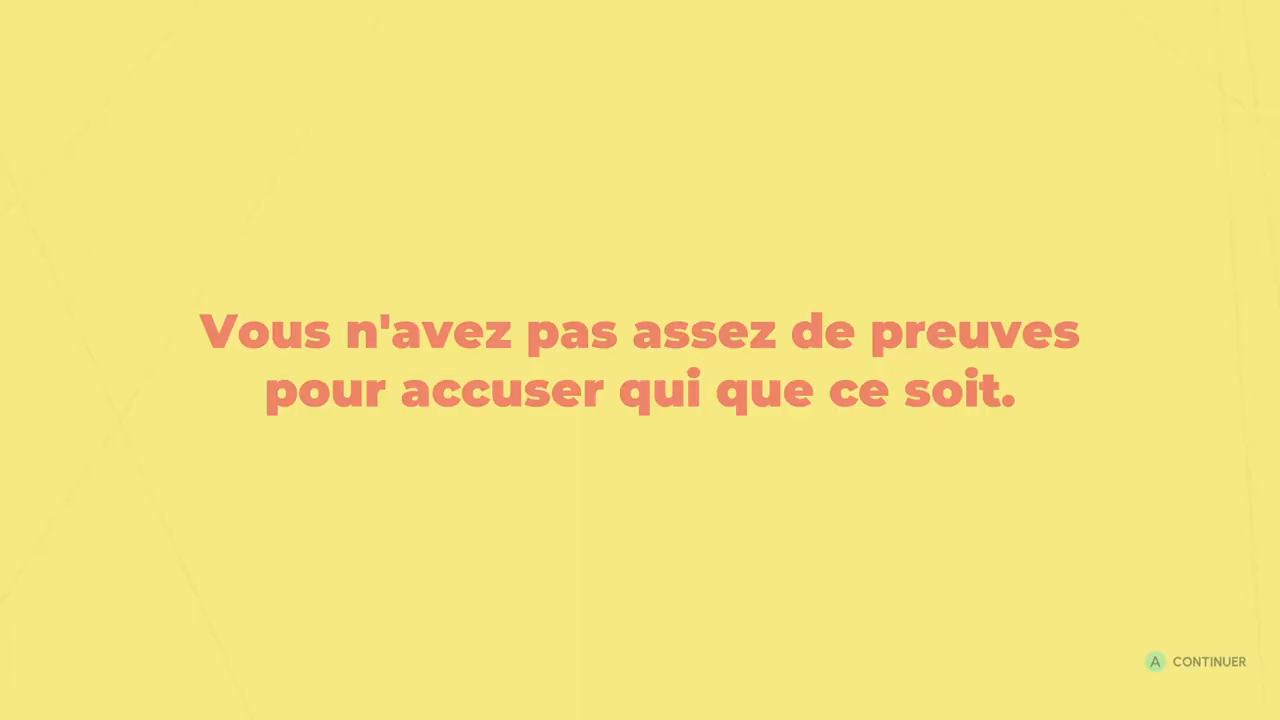 Vous n'avez pas assez de preuves
pour accuser qui que ce soit.
A CONTINUER